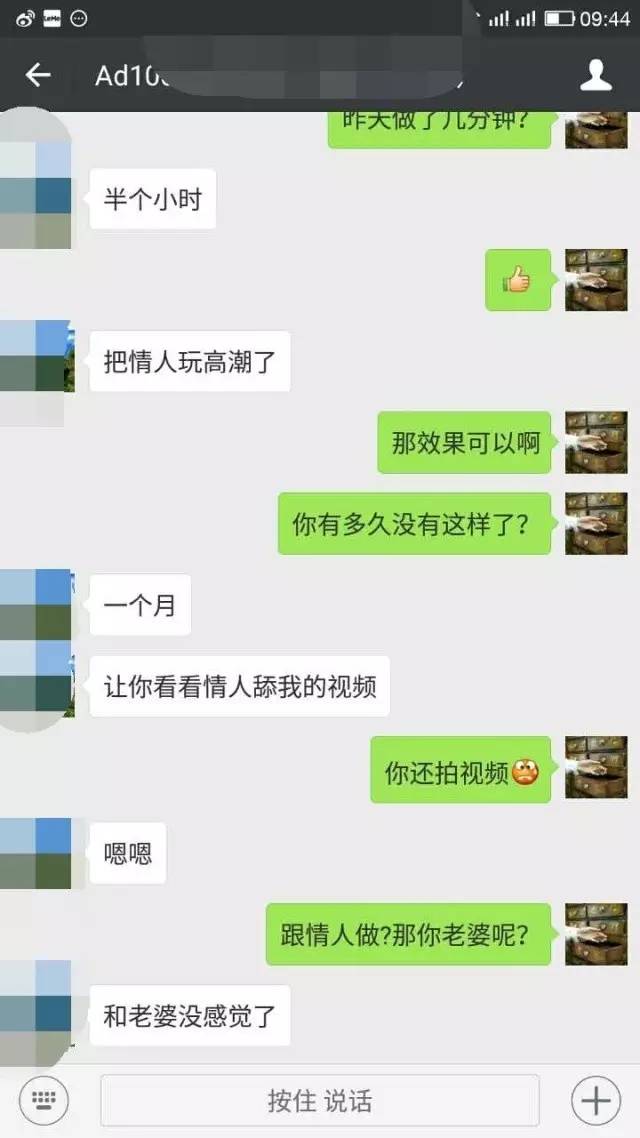 09:44
Ad10
昨天做了几分钟?
半个小时
把情人玩高潮了
那效果可以啊
你有多久没有这样了?
一个月
让你看看情人舔我的视频
你还拍视频
嗯嗯
跟情人做?那你老婆呢?
和老婆没感觉了
按住 说话